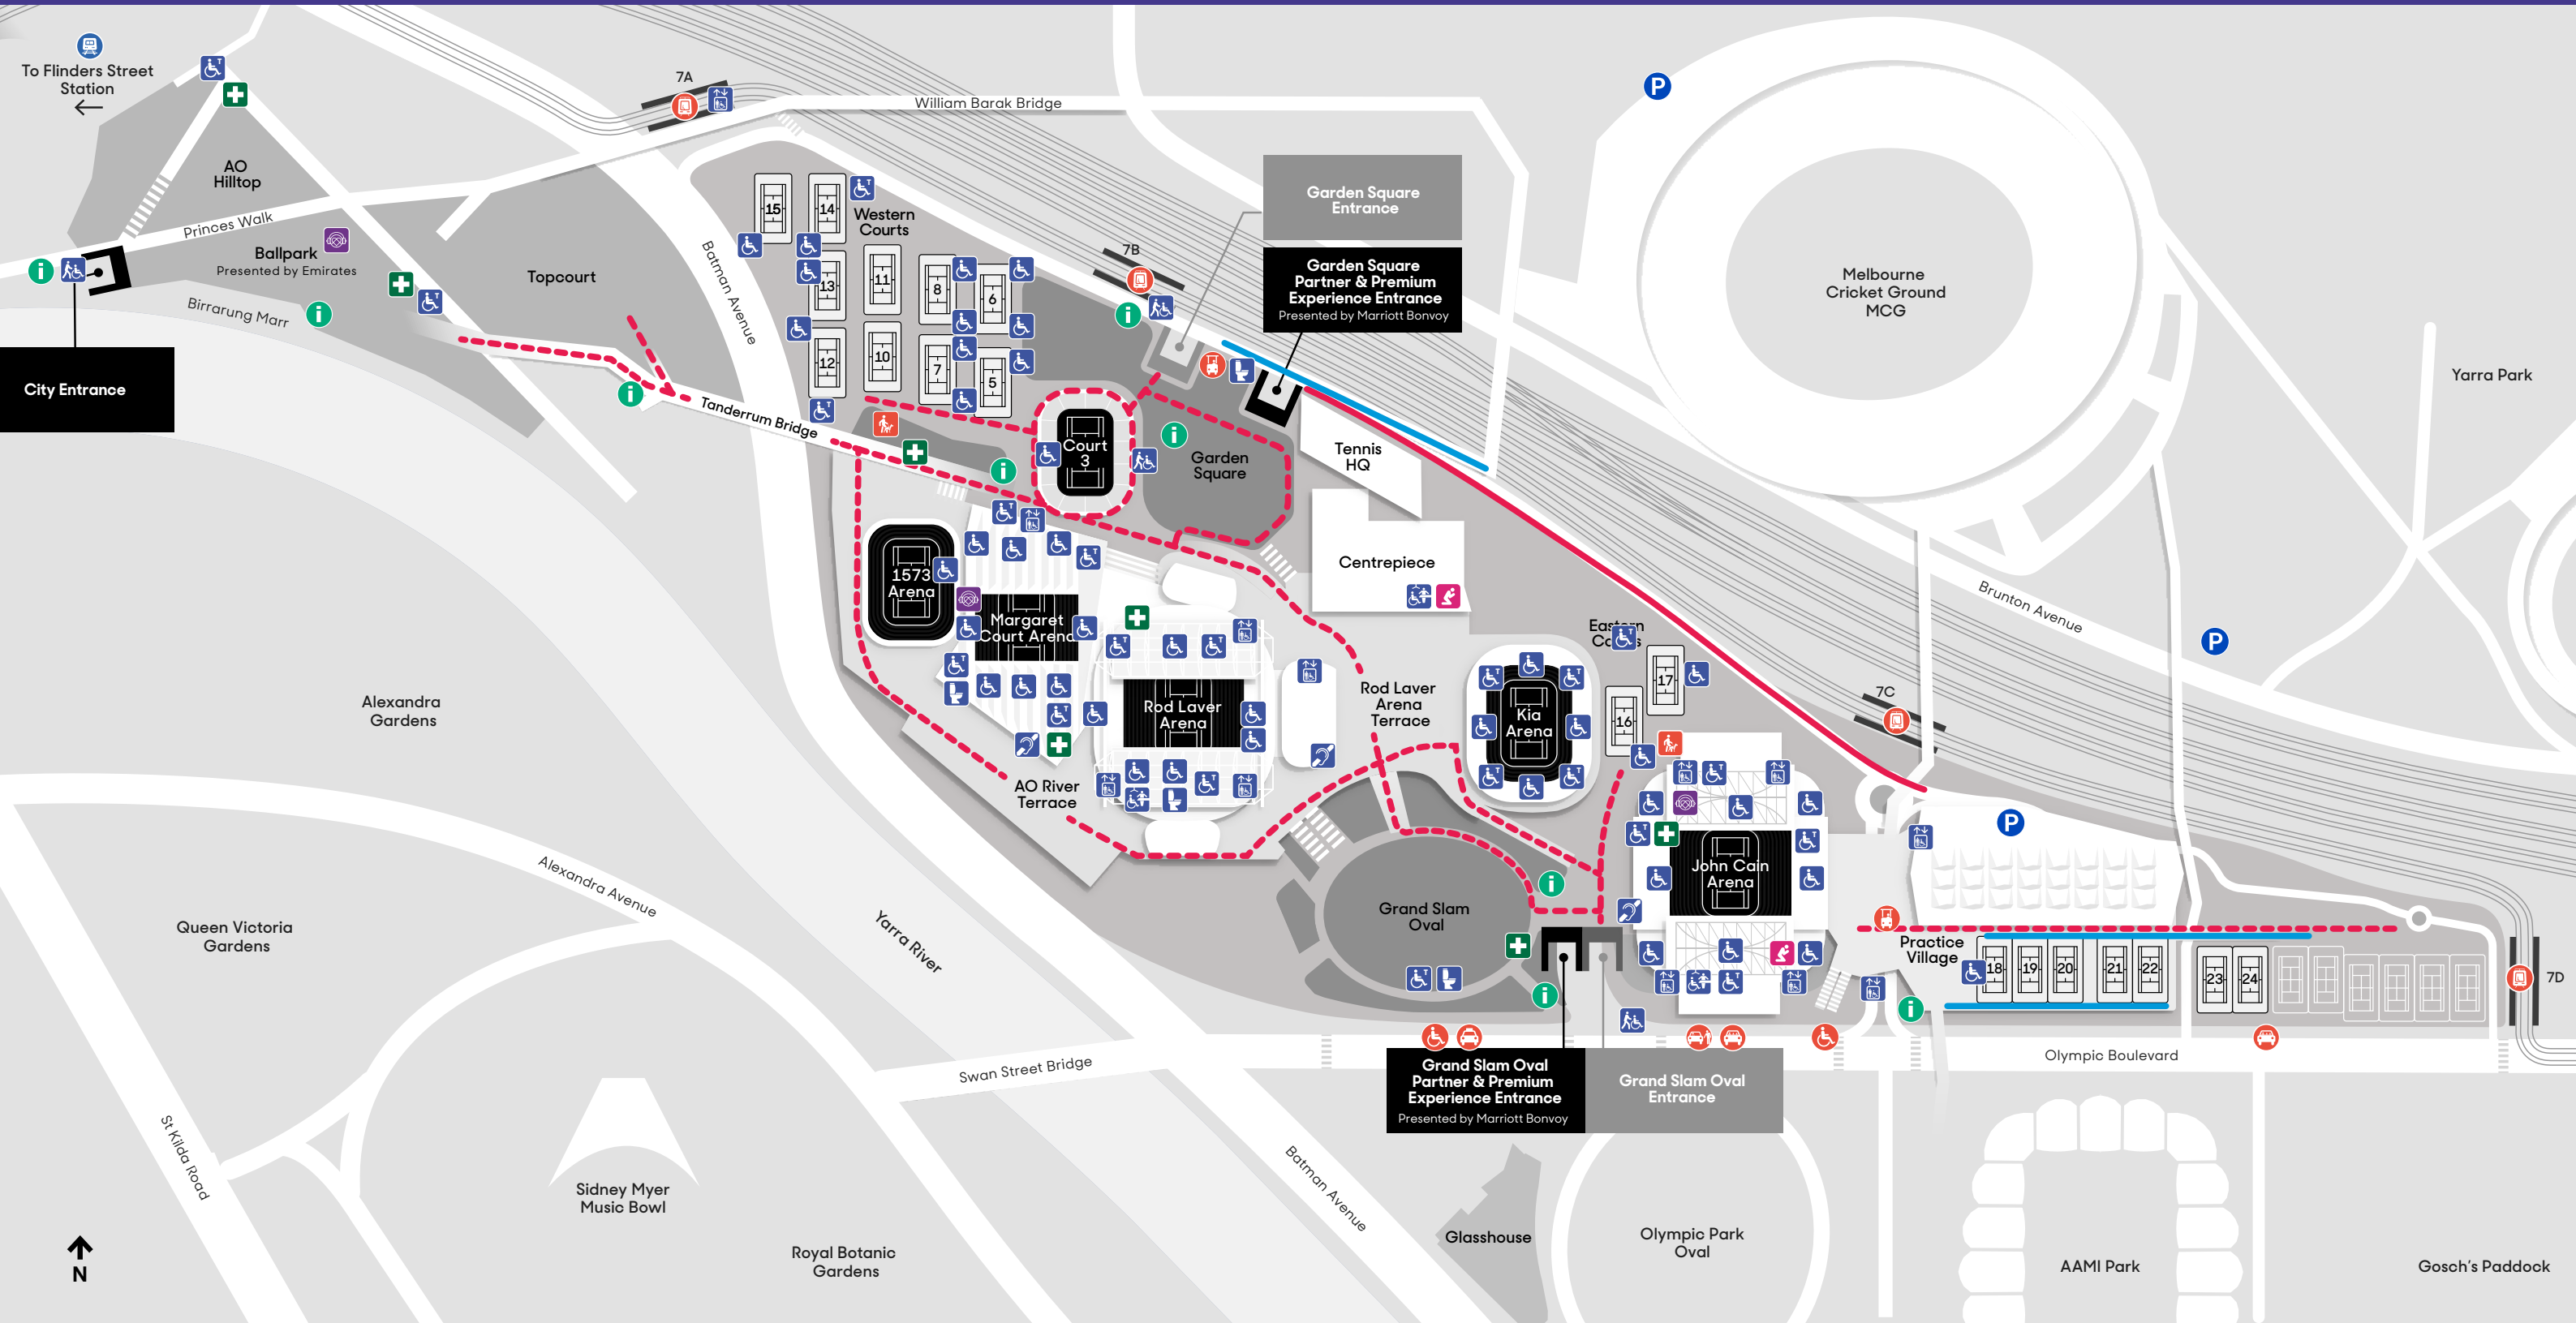 To Flinders Street
Station
7A
William Barak Bridge
P
AO
Hilltop
Princes Walk
Ballpark
Presented by Emirates
Topcourt
Birrarung Marr
City Entrance
Batman Avenue
Tanderrum Bridge
15
14
Western
Courts
13
11
8
6
12
10
7
5
7B
Garden Square
Entrance
Garden Square
Partner & Premium
Experience Entrance
Presented by Marriott Bonvoy
Melbourne
Cricket Ground
MCG
Yarra Park
Court
3
Garden
Square
Tennis
HQ
Centrepiece
1573
Arena
Margaret
Court Arena
Rod Laver
Arena
Rod Laver
Arena
Terrace
AO River
Terrace
Kia
Arena
Eastern
17
16
7C
Brunton Avenue
P
P
John Cain
Arena
Grand Slam
Oval
Practice
Village
18
19
20
21
22
23
24
7D
Olympic Boulevard
Grand Slam Oval
Partner & Premium
Experience Entrance
Presented by Marriott Bonvoy
Grand Slam Oval
Entrance
Alexandra
Gardens
Alexandra Avenue
Queen Victoria
Gardens
Yarra River
Swan Street Bridge
St Kilda Road
Sidney Myer
Music Bowl
Royal Botanic
Gardens
Batman Avenue
Glasshouse
Olympic Park
Oval
AAMI Park
Gosch's Paddock
N